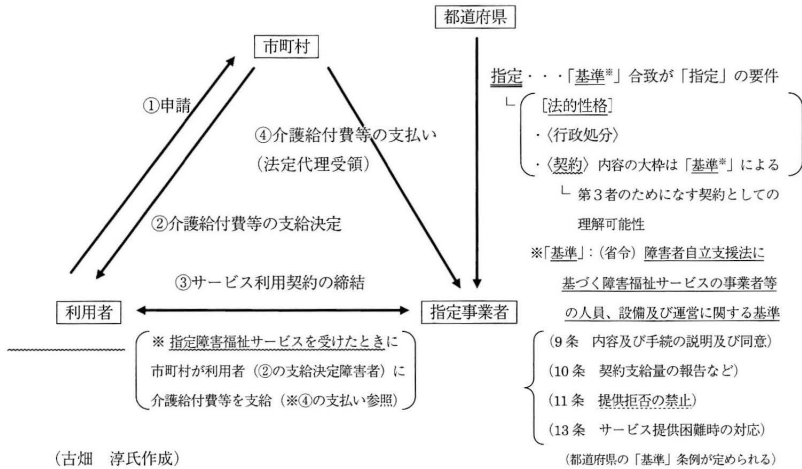 都道府県
市町村
指定・・・「基準※」合致が「指定」の要件
└ [法的性格]
・〈行政処分〉
・〈契約〉内容の大枠は「基準※」による
└ 第３者のためになす契約としての
理解可能性
①申請
④介護給付費等の支払い
(法定代理受領)
②介護給付費等の支給決定
※「基準」:(省令) 障害者自立支援法に
基づく障害福祉サービスの事業者等
の人員、設備及び運営に関する基準
③サービス利用契約の締結
利用者
指定事業者
※ 指定障害福祉サービスを受けたときに
市町村が利用者（②の支給決定障害者）に
介護給付費等を支給（※④の支払い参照）
(9 条　内容及び手続の説明及び同意)
(10 条　契約支給量の報告など)
(11 条　提供拒否の禁止)
(13 条　サービス提供困難時の対応)
(都道府県の「基準」条例が定められる)
(古畑　淳氏作成)